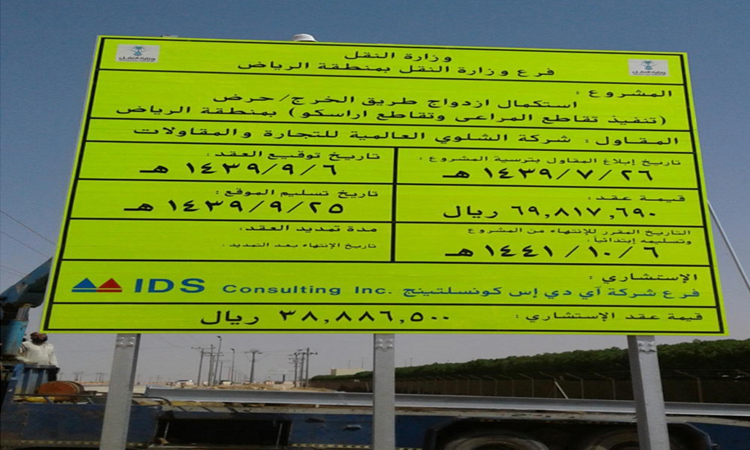 وزارة النقل
فرع وزارة النقل بمنطقة الرياض
المشروع :
استكمال ازدواج طريق الخرج/ حرض
(تنفيذ تقاطع المراعى وتقاطع اراسكو) بمنطقة الرياض
المقاول : شركة الشلوي العالمية للتجارة والمقاولات
تاريخ إبلاغ المقاول بترسية المشروع :
١٤٣٩/٧/٢٦ هـ
تاريخ توقيع العقد :
١٤٣٩/٩/٦ هـ
قيمة عقد :
٦٩,٨١٧,٦٩٠ ريال
تاريخ تسليم الموقع :
١٤٣٩/٩/٢٥ هـ
التاريخ المقرر للإنتهاء من المشروع
وتسليمه إبتدائيا :
١٤٤١/١٠/٦ هـ
مدة تمديد العقد :
تاريخ الإنتهاء بعد التمديد :
الإستشاري :
فرع شركة آي دي إس كونسلتينج IDS Consulting Inc.
قيمة عقد الإستشاري : ٣٨,٨٨٦,٥٠٠ ريال